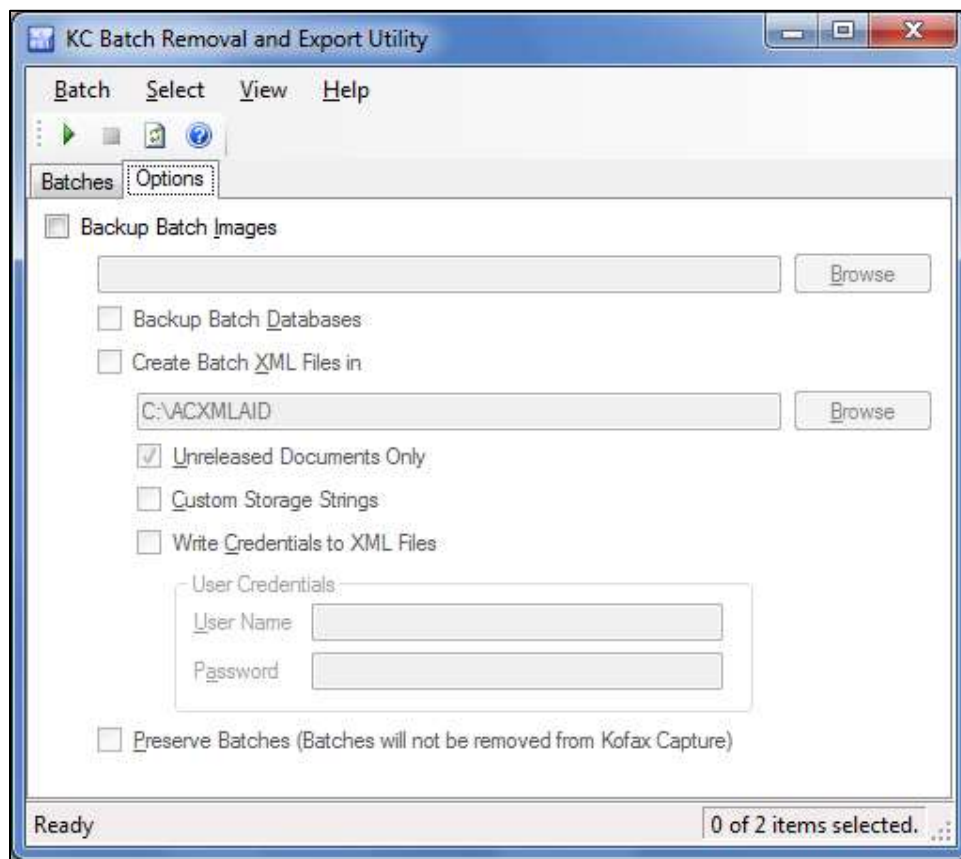 KC Batch Removal and Export Utility
Batch Select View Help
Batches Options
Backup Batch Images
Browse
Backup Batch Databases
Create Batch XML Files in
C:\ACXMLAID Browse
Unreleased Documents Only
Custom Storage Strings
Write Credentials to XML Files
User Credentials
User Name
Password
Preserve Batches (Batches will not be removed from Kofax Capture)
Ready 0 of 2 items selected.